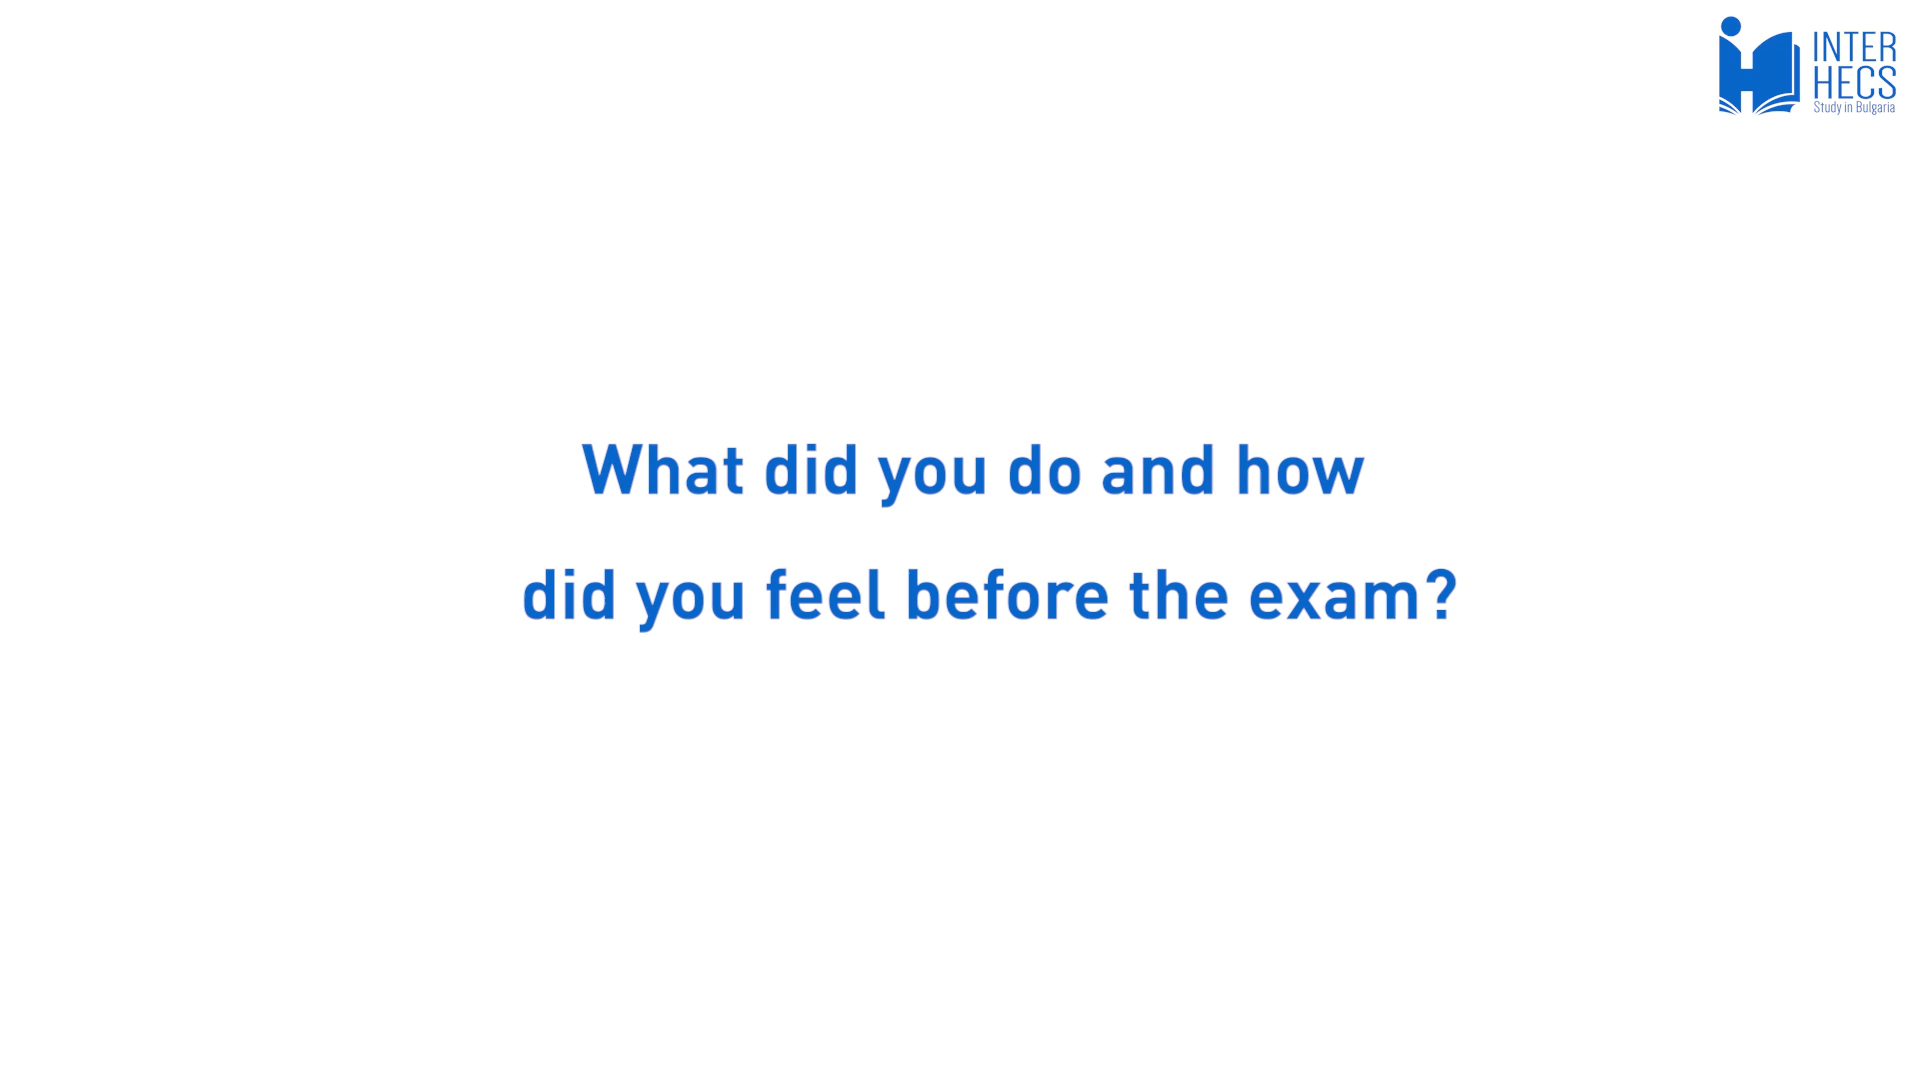 INTER
HECS
Study in Bulgaria
What did you do and how
did you feel before the exam?